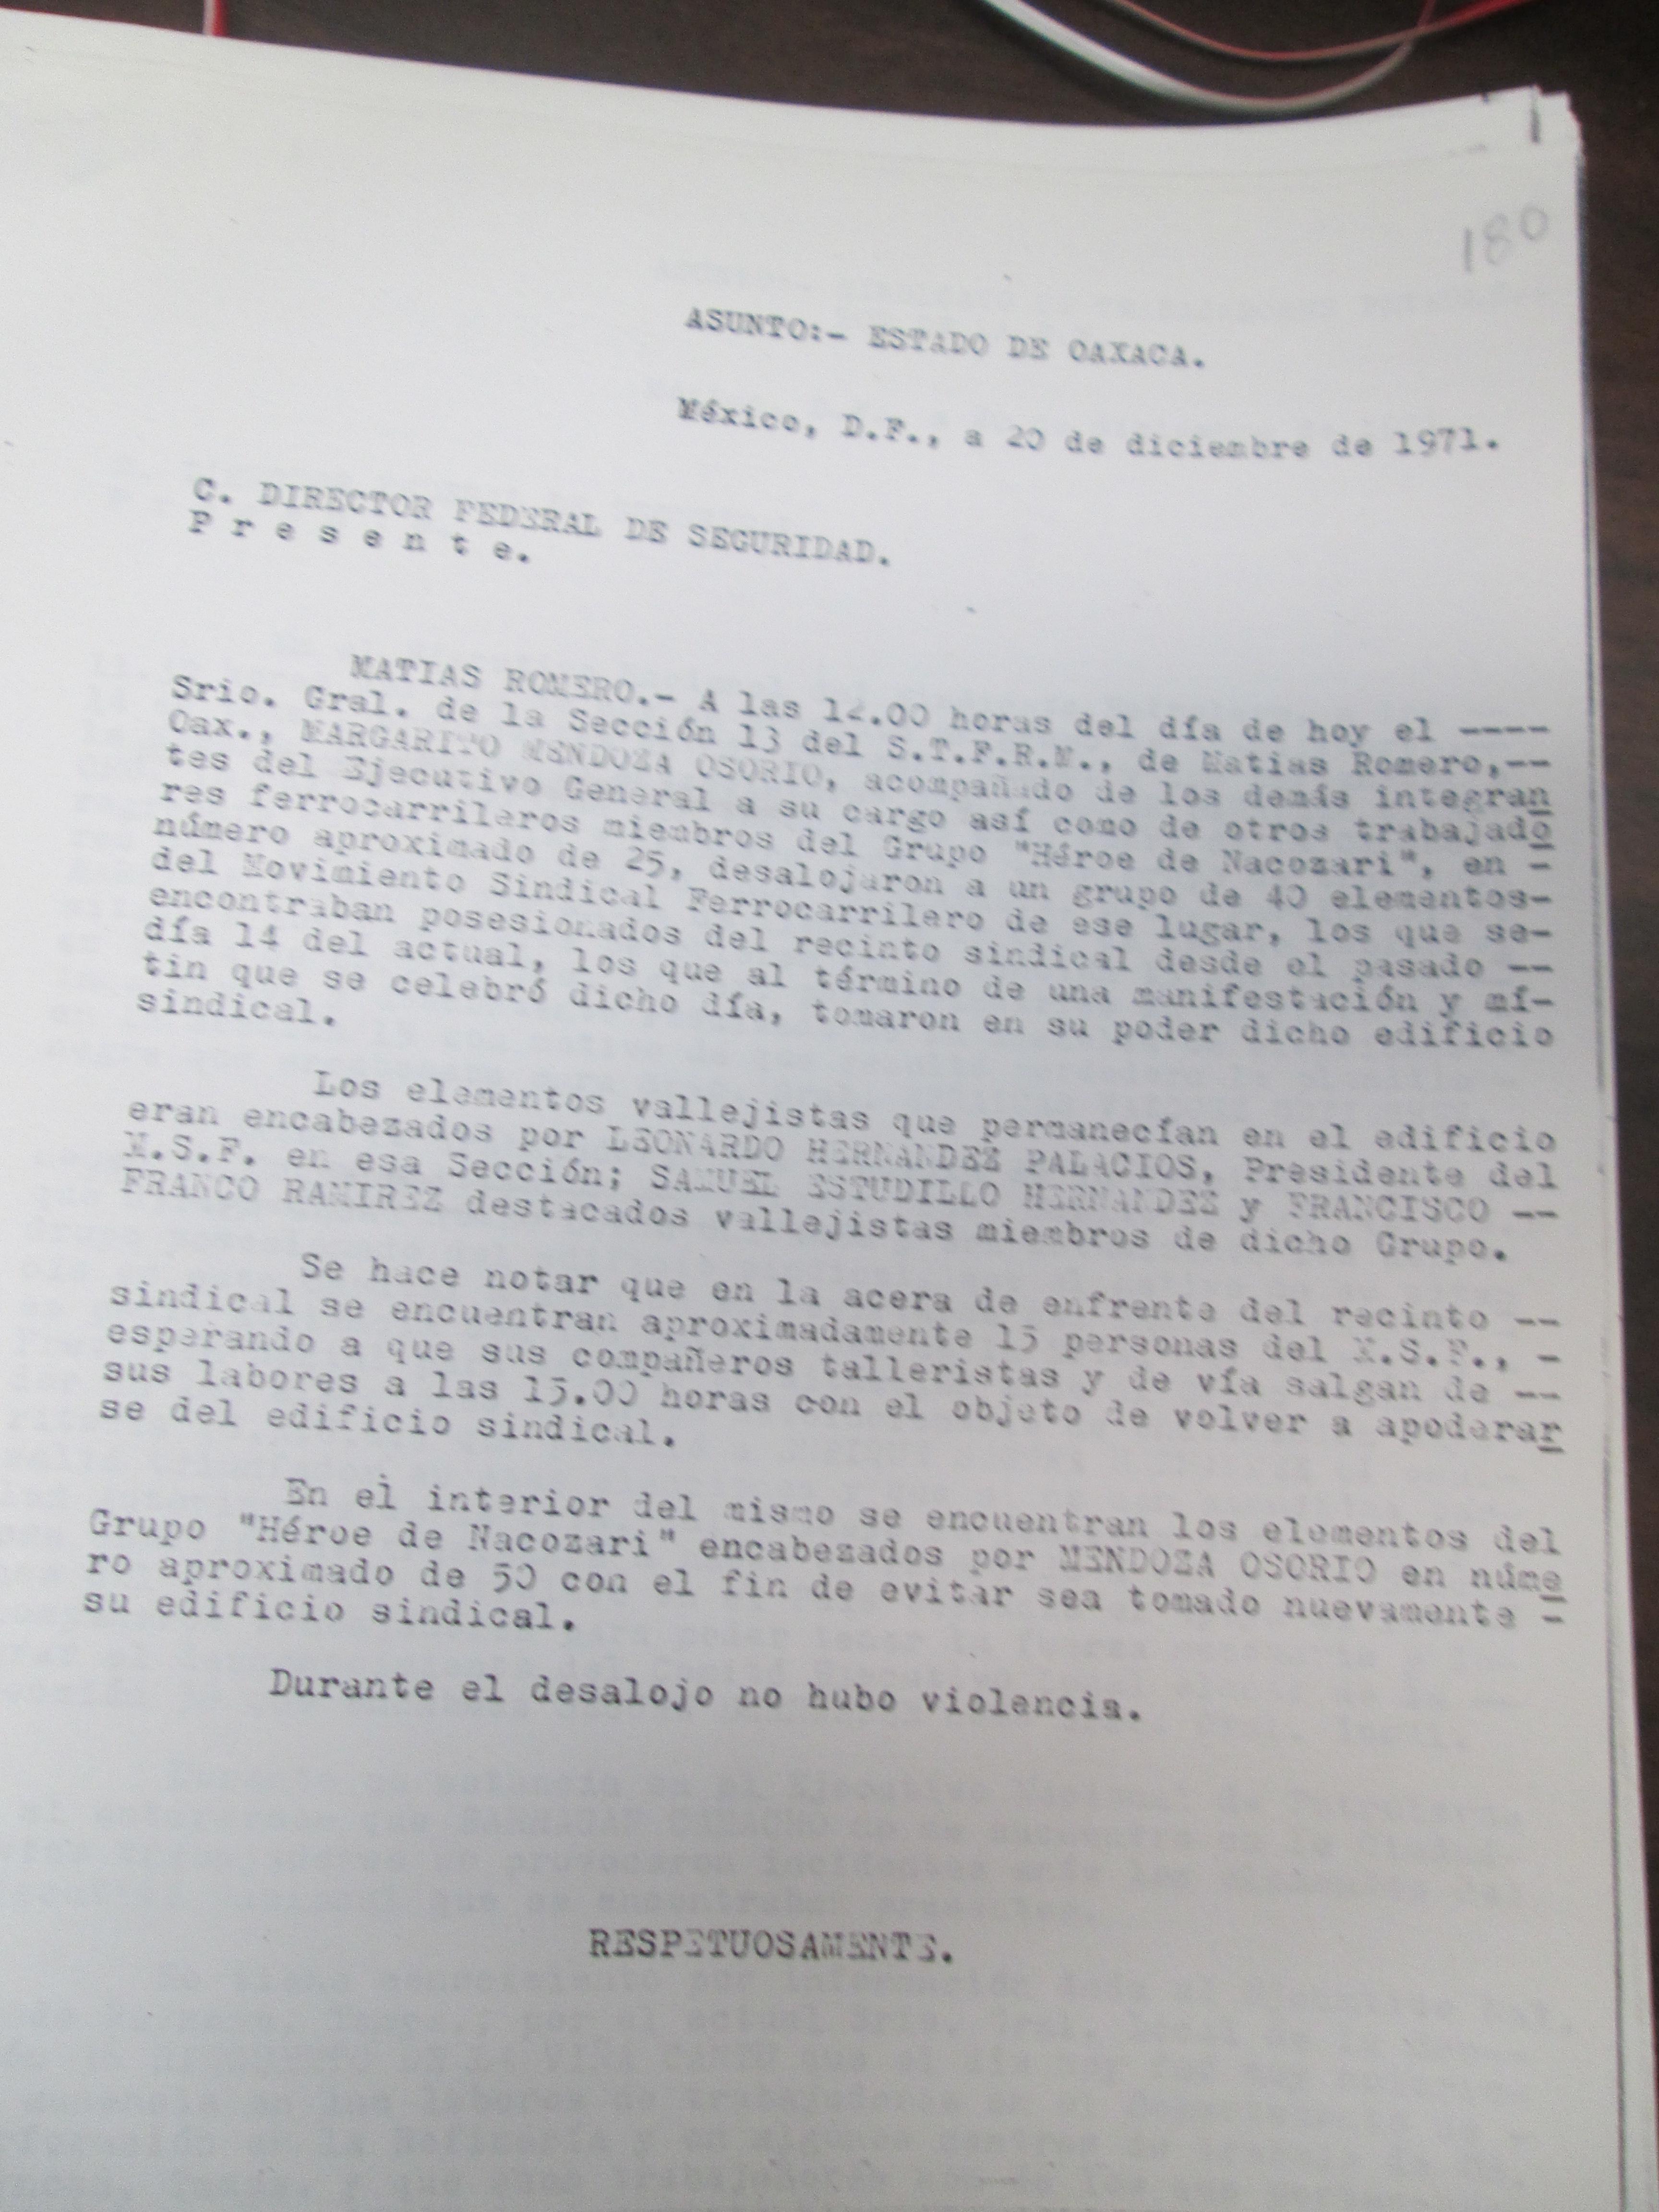 180
ASUNTO:- ESTADO DE OAXACA.
México, D.F., a 20 de diciembre de 1971.
C. DIRECTOR FEDERAL DE SEGURIDAD.
P r e s e n t e.
MATIAS ROMERO.- A las 12.00 horas del día de hoy el ----
Srio. Gral. de la Sección 13 del S.T.F.R.M., de Matias Romero,--
Oax., MARGARITO MENDOZA OSORIO, acompañado de los demás integran
tes del Ejecutivo General a su cargo así como de otros trabajado
res ferrocarrileros miembros del Grupo "Héroe de Nacozari", en -
número aproximado de 25, desalojaron a un grupo de 40 elementos-
del Movimiento Sindical Ferrocarrilero de ese lugar, los que se-
encontraban posesionados del recinto sindical desde el pasado --
día 14 del actual, los que al término de una manifestación y mí-
tin que se celebró dicho día, tomaron en su poder dicho edificio
sindical.
Los elementos vallejistas que permanecían en el edificio
eran encabezados por LEONARDO HERNANDEZ PALACIOS, Presidente del
M.S.F. en esa Sección; SAMUEL ESTUDILLO HERNANDEZ y FRANCISCO --
FRANCO RAMIREZ destacados vallejistas miembros de dicho Grupo.
Se hace notar que en la acera de enfrente del recinto --
sindical se encuentran aproximadamente 15 personas del M.S.F., -
esperando a que sus compañeros talleristas y de vía salgan de --
sus labores a las 15.00 horas con el objeto de volver a apoderar
se del edificio sindical.
En el interior del mismo se encuentran los elementos del
Grupo "Héroe de Nacozari" encabezados por MENDOZA OSORIO en núme
ro aproximado de 50 con el fin de evitar sea tomado nuevamente -
su edificio sindical.
Durante el desalojo no hubo violencia.
RESPETUOSAMENTE.